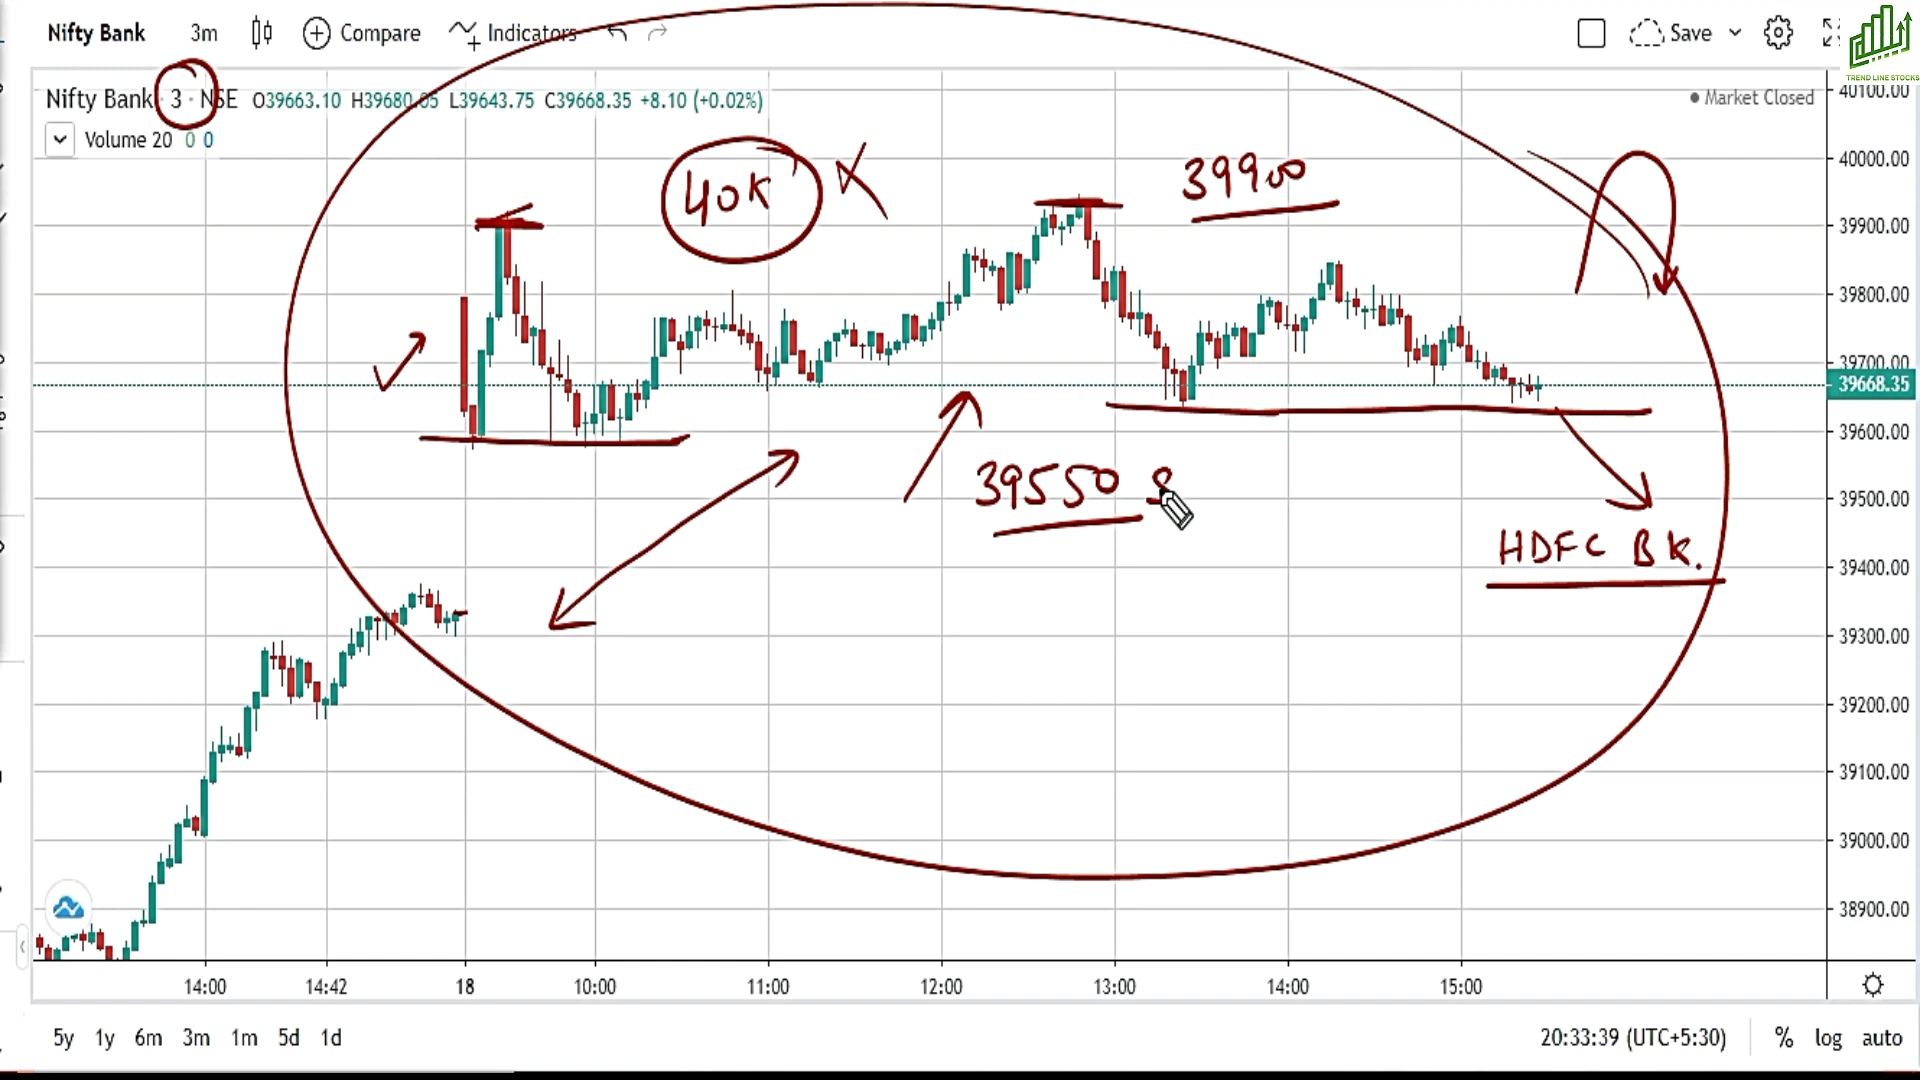 Nifty Bank 3m Compare Indicators Save
TREND LINE STOCKS
Nifty Bank · 3 · NSE O39663.10 H39680.05 L39643.75 C39668.35 +8.10 (+0.02%)
Market Closed
Volume 20 0 0
40K
39900
39550
HDFC BK.
40100.00
40000.00
39900.00
39800.00
39700.00
39668.35
39600.00
39500.00
39400.00
39300.00
39200.00
39100.00
39000.00
38900.00
14:00 14:42 18 10:00 11:00 12:00 13:00 14:00 15:00
5y 1y 6m 3m 1m 5d 1d
20:33:39 (UTC+5:30) % log auto